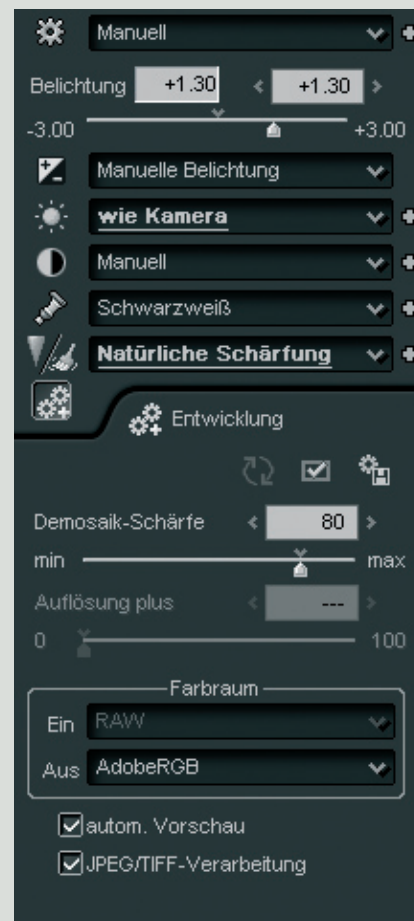 Manuell
Belichtung +1.30 +1.30
-3.00 +3.00
Manuelle Belichtung
wie Kamera
Manuell
Schwarzweiß
Natürliche Schärfung
Entwicklung
Demosaik-Schärfe 80
min max
Auflösung plus ---
0 100
Farbraum
Ein RAW
Aus AdobeRGB
autom. Vorschau
JPEG/TIFF-Verarbeitung